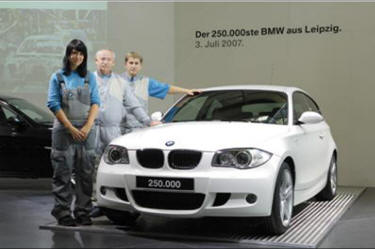 Der 250.000ste BMW aus Leipzig.
3. Juli 2007.
250.000